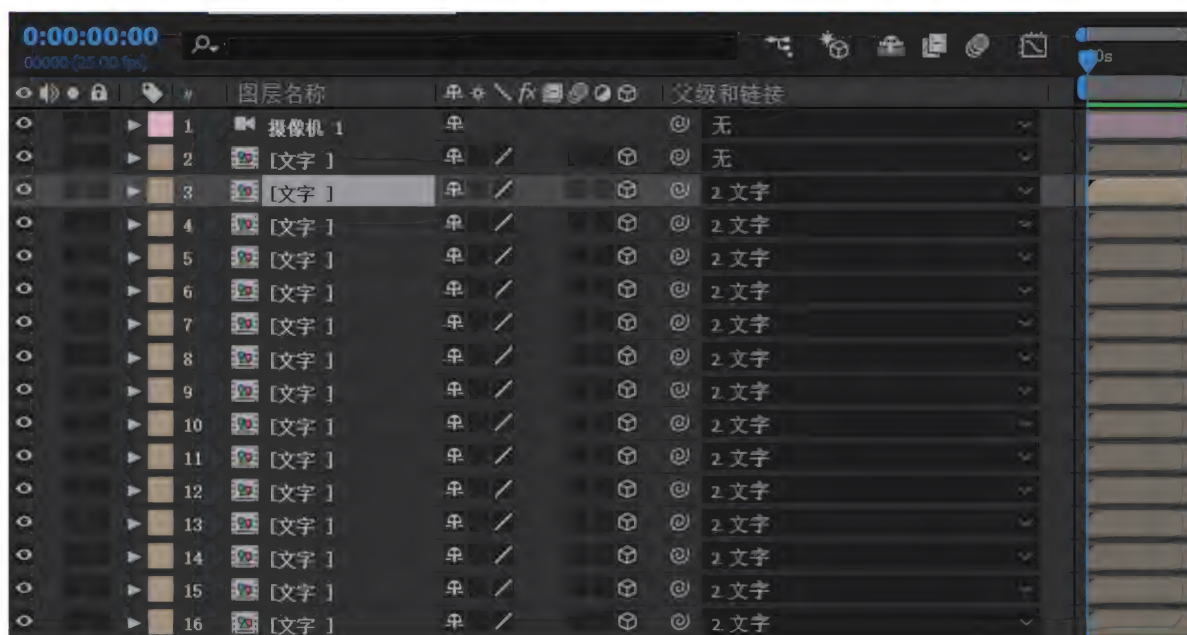 0:00:00:00
00000 (25.00 fps)
# 图层名称 fx 父级和链接
0s
1 摄像机 1 无
2 [文字 ] 无
3 [文字 ] 2.文字
4 [文字 ] 2.文字
5 [文字 ] 2.文字
6 [文字 ] 2.文字
7 [文字 ] 2.文字
8 [文字 ] 2.文字
9 [文字 ] 2.文字
10 [文字 ] 2.文字
11 [文字 ] 2.文字
12 [文字 ] 2.文字
13 [文字 ] 2.文字
14 [文字 ] 2.文字
15 [文字 ] 2.文字
16 [文字 ] 2.文字